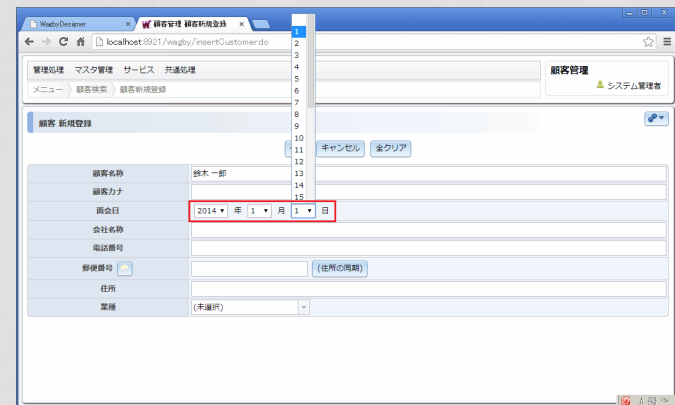 WagbyDesigner
顧客管理 顧客新規登録
localhost:8921/wagby/insertCustomer.do
管理処理 マスタ管理 サービス 共通処理
顧客管理
メニュー 顧客検索 顧客新規登録
システム管理者
顧客 新規登録
キャンセル 全クリア
顧客名称 鈴木 一郎
顧客カナ
面会日 2014 年 1 月 1 日
1
2
3
4
5
6
7
8
9
10
11
12
13
14
15
会社名称
電話番号
郵便番号 (住所の同期)
住所
業種 (未選択)